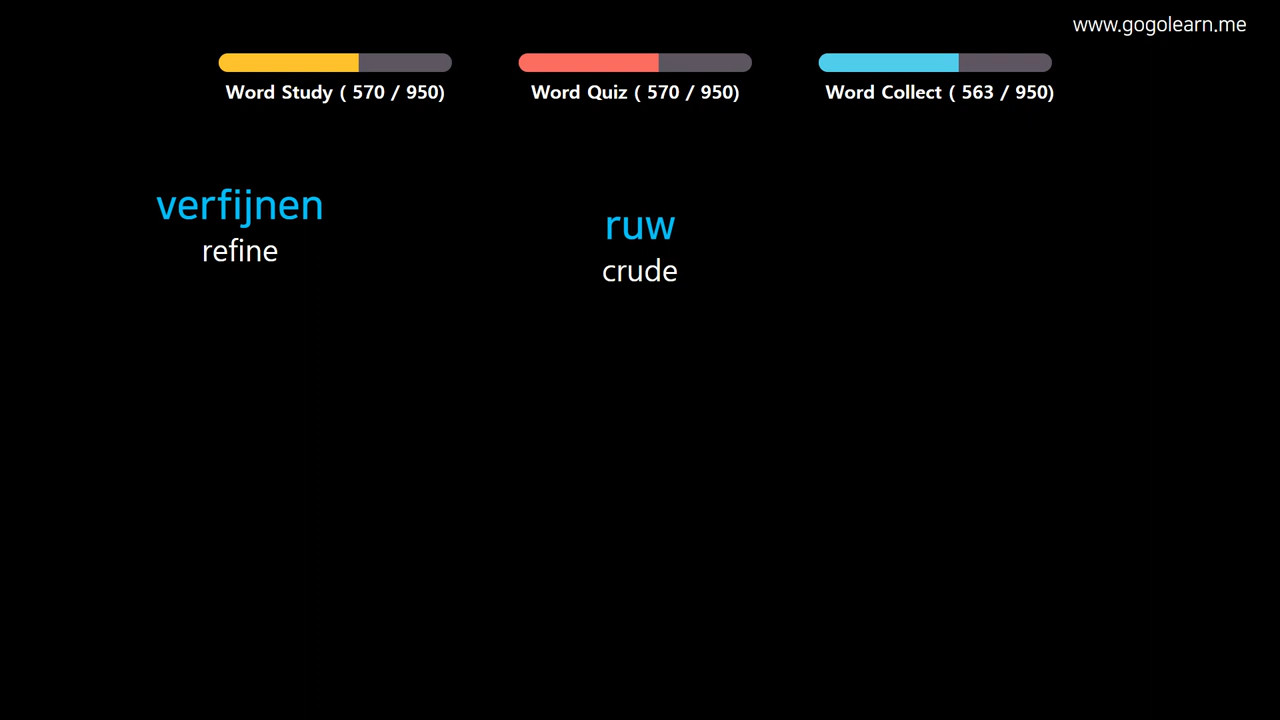 www.gogolearn.me
Word Study ( 570 / 950)
Word Quiz ( 570 / 950)
Word Collect ( 563 / 950)
verfijnen
refine
ruw
crude